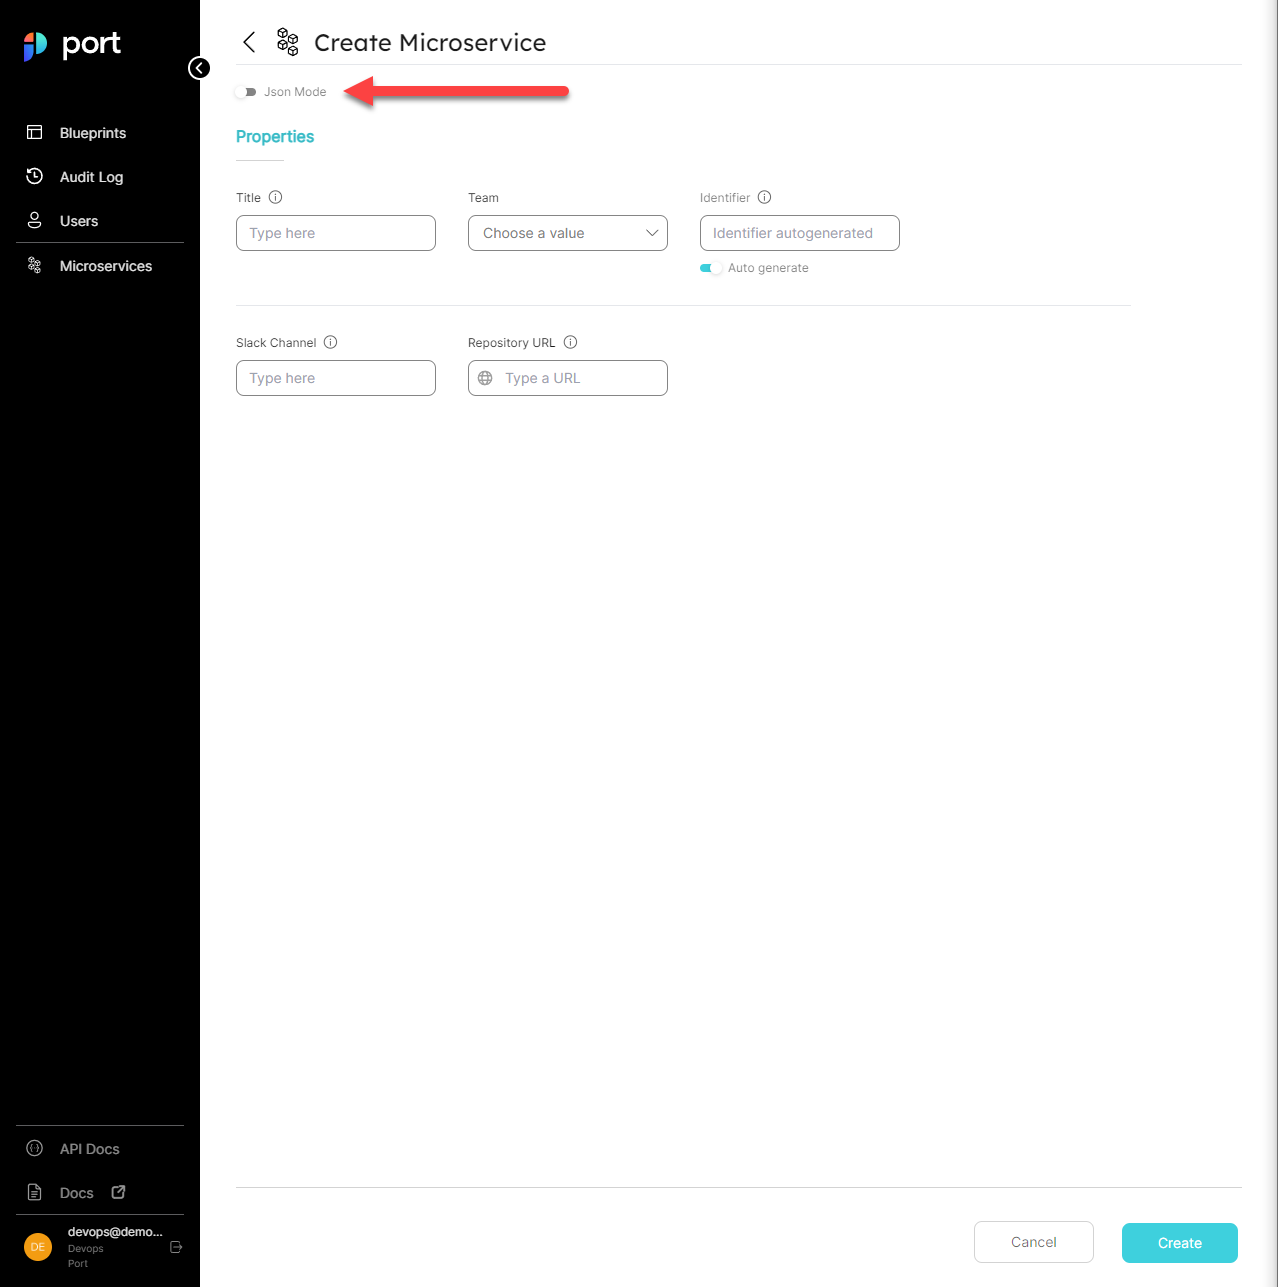 port
Create Microservice
Json Mode
Blueprints
Audit Log
Users
Microservices
Properties
Title
Team
Identifier
Type here
Choose a value
Identifier autogenerated
Auto generate
Slack Channel
Repository URL
Type here
Type a URL
API Docs
Docs
DE
devops@demo...
Devops
Port
Cancel
Create